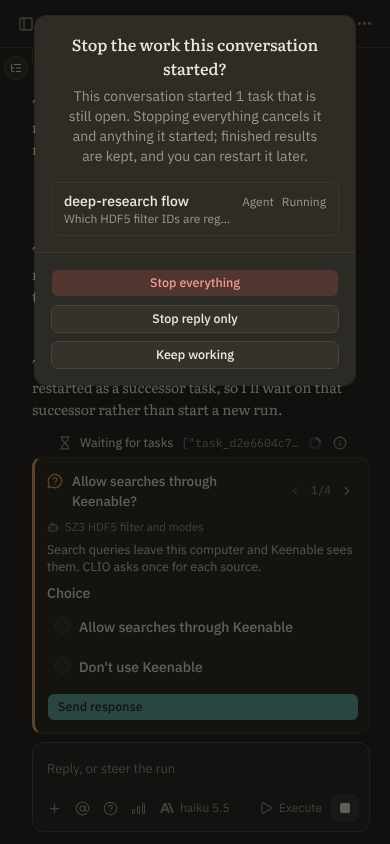 Stop the work this conversation
started?
This conversation started 1 task that is
still open. Stopping everything cancels it
and anything it started; finished results
are kept, and you can restart it later.
deep-research flow Agent Running
Which HDF5 filter IDs are reg...
Stop everything
Stop reply only
Keep working
restarted as a successor task, so I'll wait on that
successor rather than start a new run.
Waiting for tasks ["task_d2e6604c7...
Allow searches through
Keenable?
1/4
SZ3 HDF5 filter and modes
Search queries leave this computer and Keenable sees
them. CLIO asks once for each source.
Choice
Allow searches through Keenable
Don't use Keenable
Send response
Reply, or steer the run
haiku 5.5 Execute